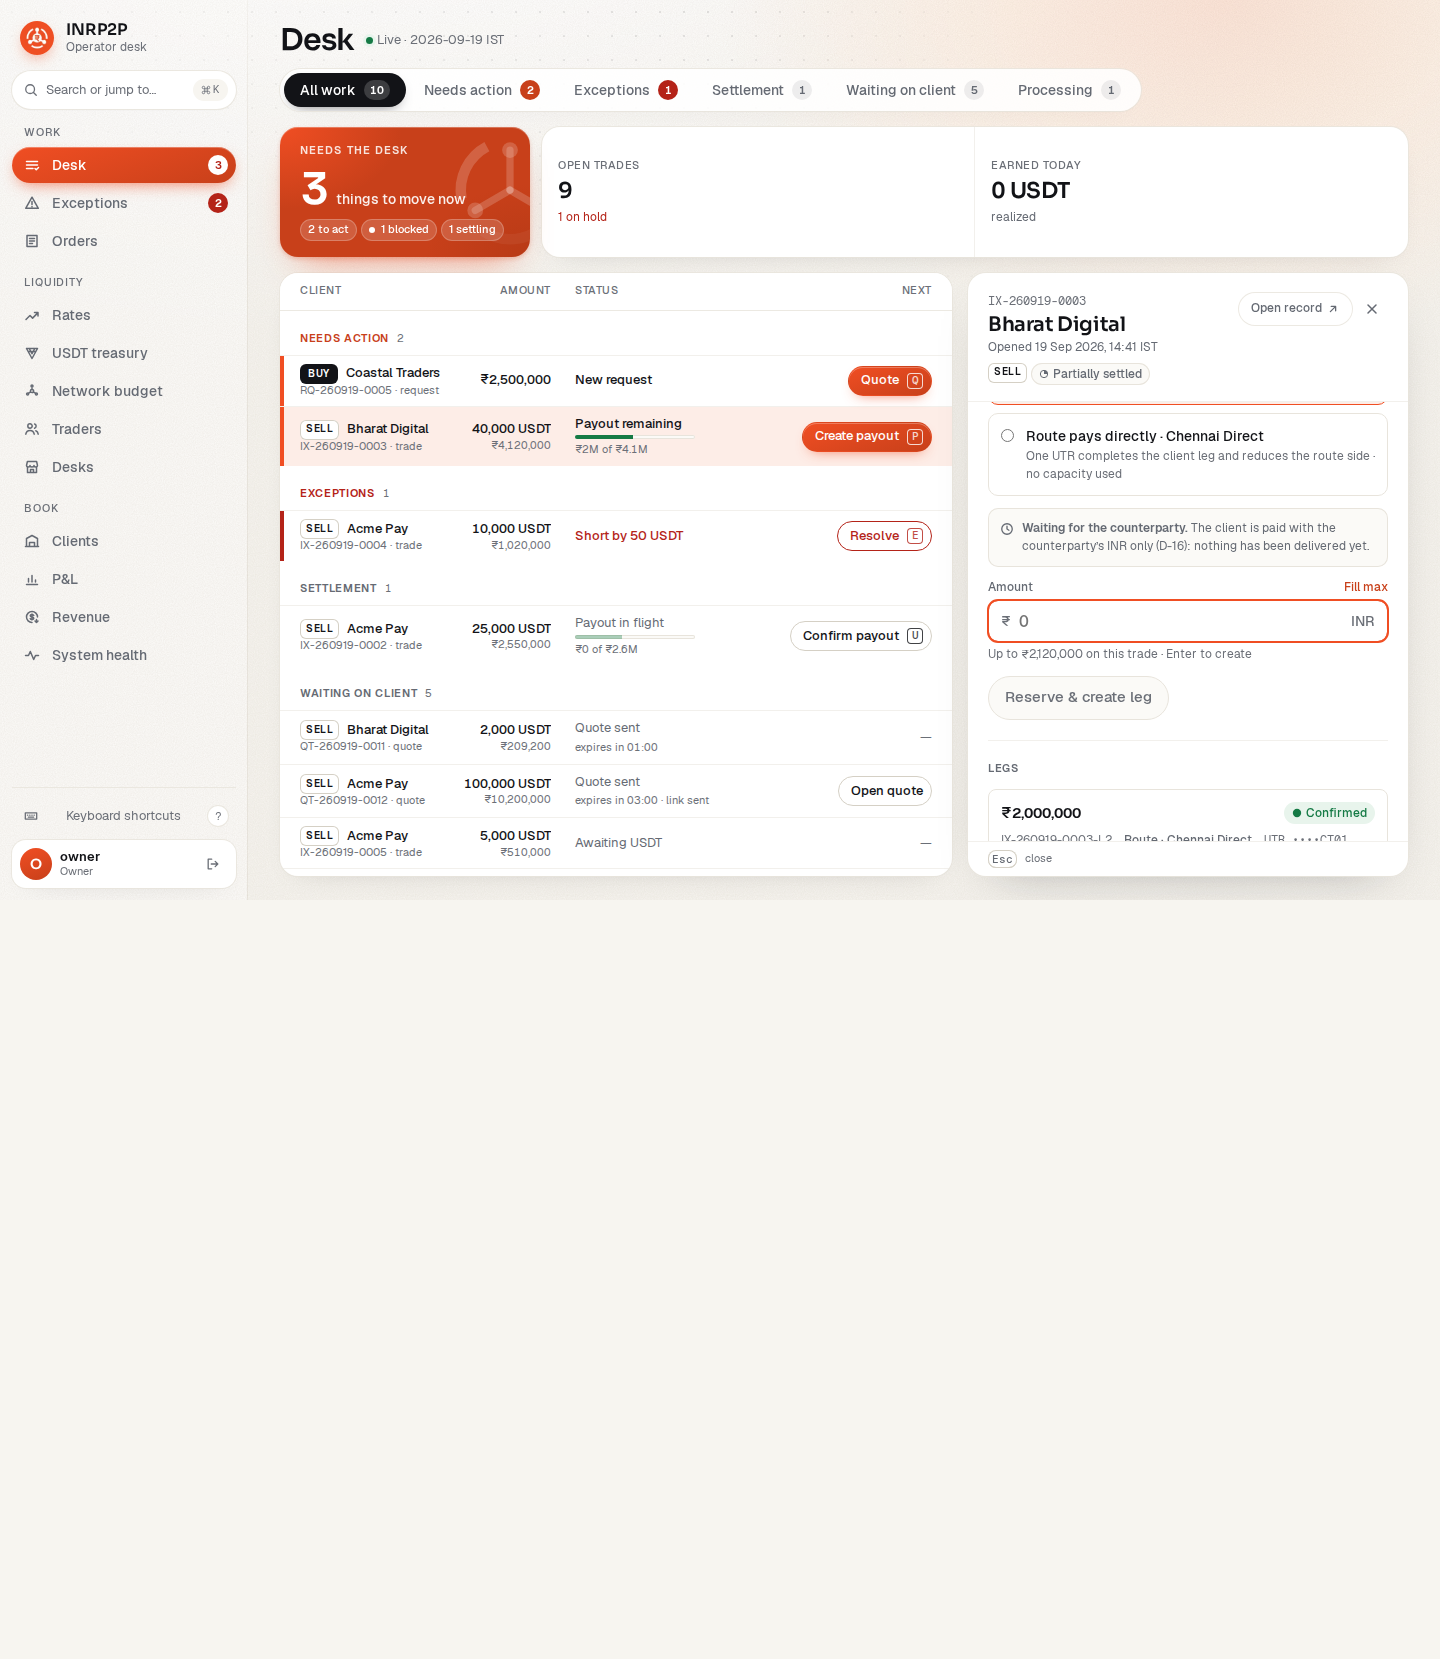 INRP2P
Operator desk
Search or jump to...
⌘K
WORK
Desk 3
Exceptions 2
Orders
LIQUIDITY
Rates
USDT treasury
Network budget
Traders
Desks
BOOK
Clients
P&L
Revenue
System health
Keyboard shortcuts ?
O
owner
Owner
Desk
Live · 2026-09-19 IST
All work 10
Needs action 2
Exceptions 1
Settlement 1
Waiting on client 5
Processing 1
NEEDS THE DESK
3 things to move now
2 to act
1 blocked
1 settling
OPEN TRADES
9
1 on hold
EARNED TODAY
0 USDT
realized
CLIENT AMOUNT STATUS NEXT
NEEDS ACTION 2
BUY Coastal Traders ₹2,500,000 New request Quote Q
RQ-260919-0005 · request
SELL Bharat Digital 40,000 USDT Payout remaining Create payout P
IX-260919-0003 · trade ₹4,120,000 ₹2M of ₹4.1M
EXCEPTIONS 1
SELL Acme Pay 10,000 USDT Short by 50 USDT Resolve E
IX-260919-0004 · trade ₹1,020,000
SETTLEMENT 1
SELL Acme Pay 25,000 USDT Payout in flight Confirm payout U
IX-260919-0002 · trade ₹2,550,000 ₹0 of ₹2.6M
WAITING ON CLIENT 5
SELL Bharat Digital 2,000 USDT Quote sent —
QT-260919-0011 · quote ₹209,200 expires in 01:00
SELL Acme Pay 100,000 USDT Quote sent Open quote
QT-260919-0012 · quote ₹10,200,000 expires in 03:00 · link sent
SELL Acme Pay 5,000 USDT Awaiting USDT —
IX-260919-0005 · trade ₹510,000
IX-260919-0003
Bharat Digital
Opened 19 Sep 2026, 14:41 IST
SELL Partially settled
Open record ↗
Route pays directly · Chennai Direct
One UTR completes the client leg and reduces the route side ·
no capacity used
Waiting for the counterparty. The client is paid with the
counterparty's INR only (D-16): nothing has been delivered yet.
Amount Fill max
₹ 0 INR
Up to ₹2,120,000 on this trade · Enter to create
Reserve & create leg
LEGS
₹2,000,000 Confirmed
IX-260919-0003-L2 Route · Chennai Direct UTR ••••CT01
Esc close